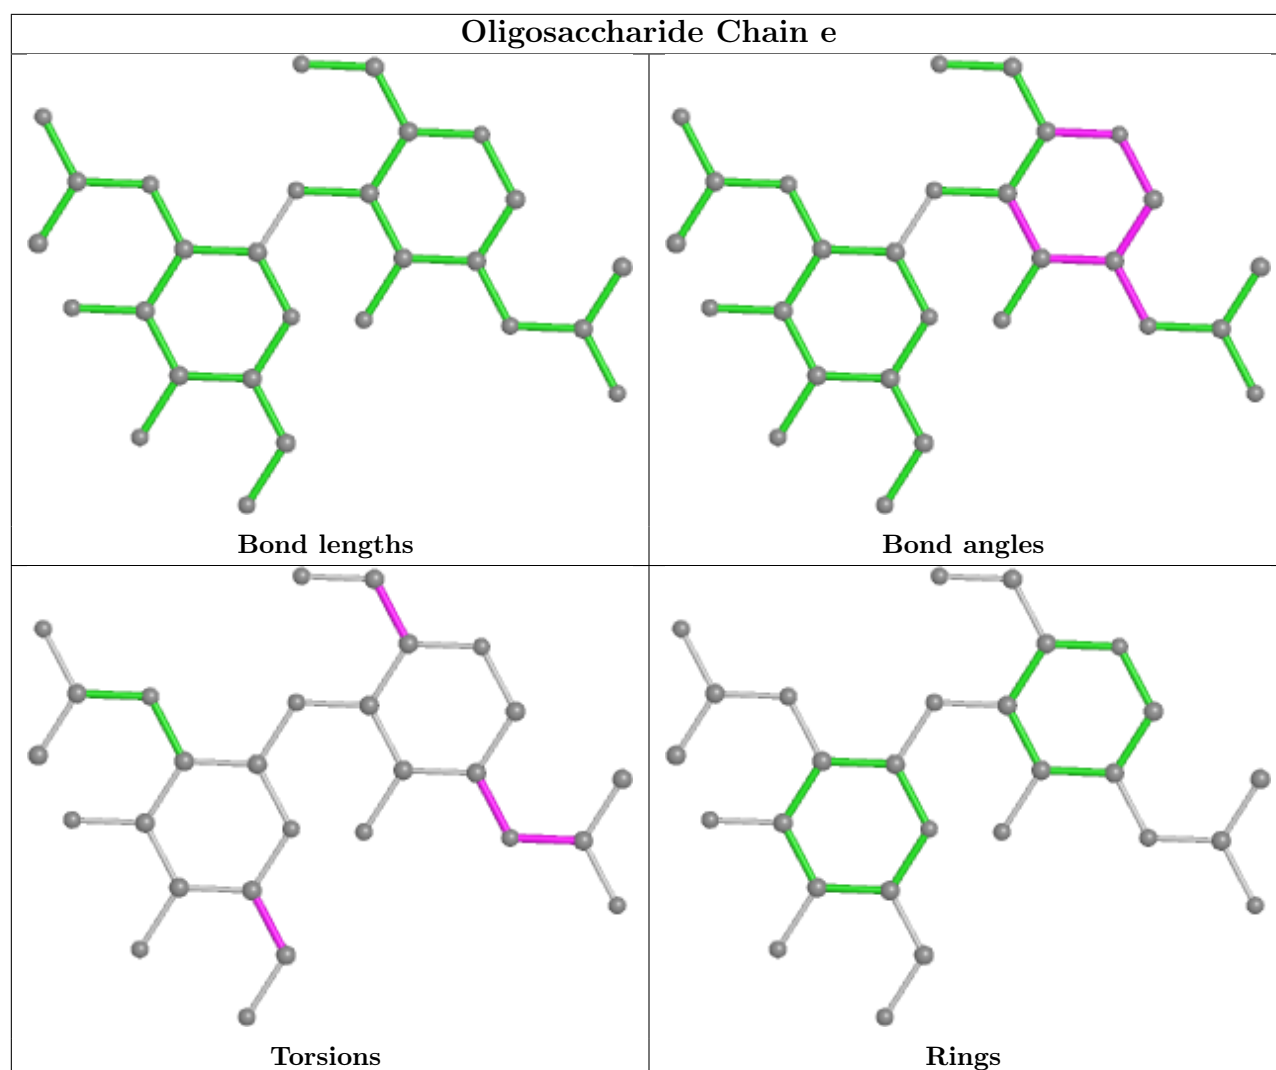 Oligosaccharide Chain e
Bond lengths
Bond angles
Torsions
Rings